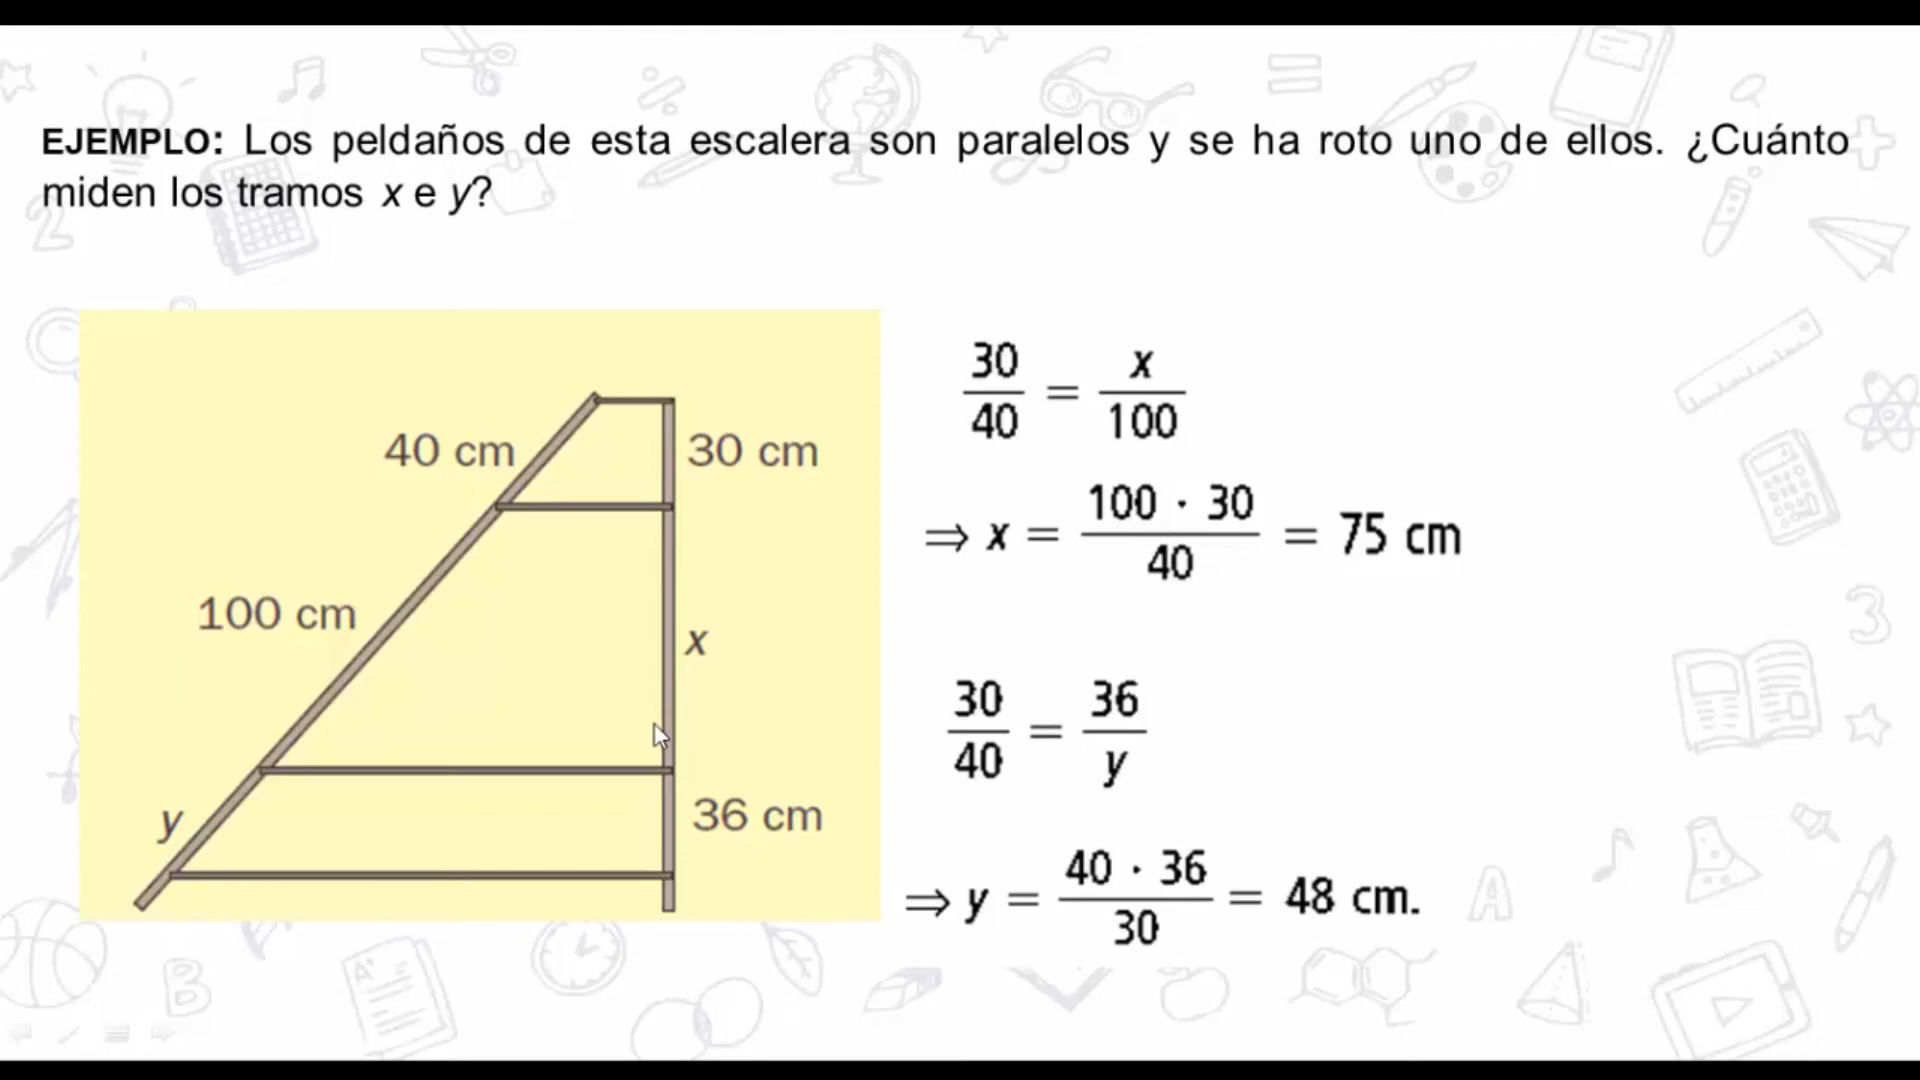 EJEMPLO: Los peldaños de esta escalera son paralelos y se ha roto uno de ellos. ¿Cuánto
miden los tramos x e y?
40 cm
30 cm
100 cm
x
y
36 cm
30/40 = x/100
⇒ x = 100 · 30/40 = 75 cm
30/40 = 36/y
⇒ y = 40 · 36/30 = 48 cm.
2
3
A
B
A+